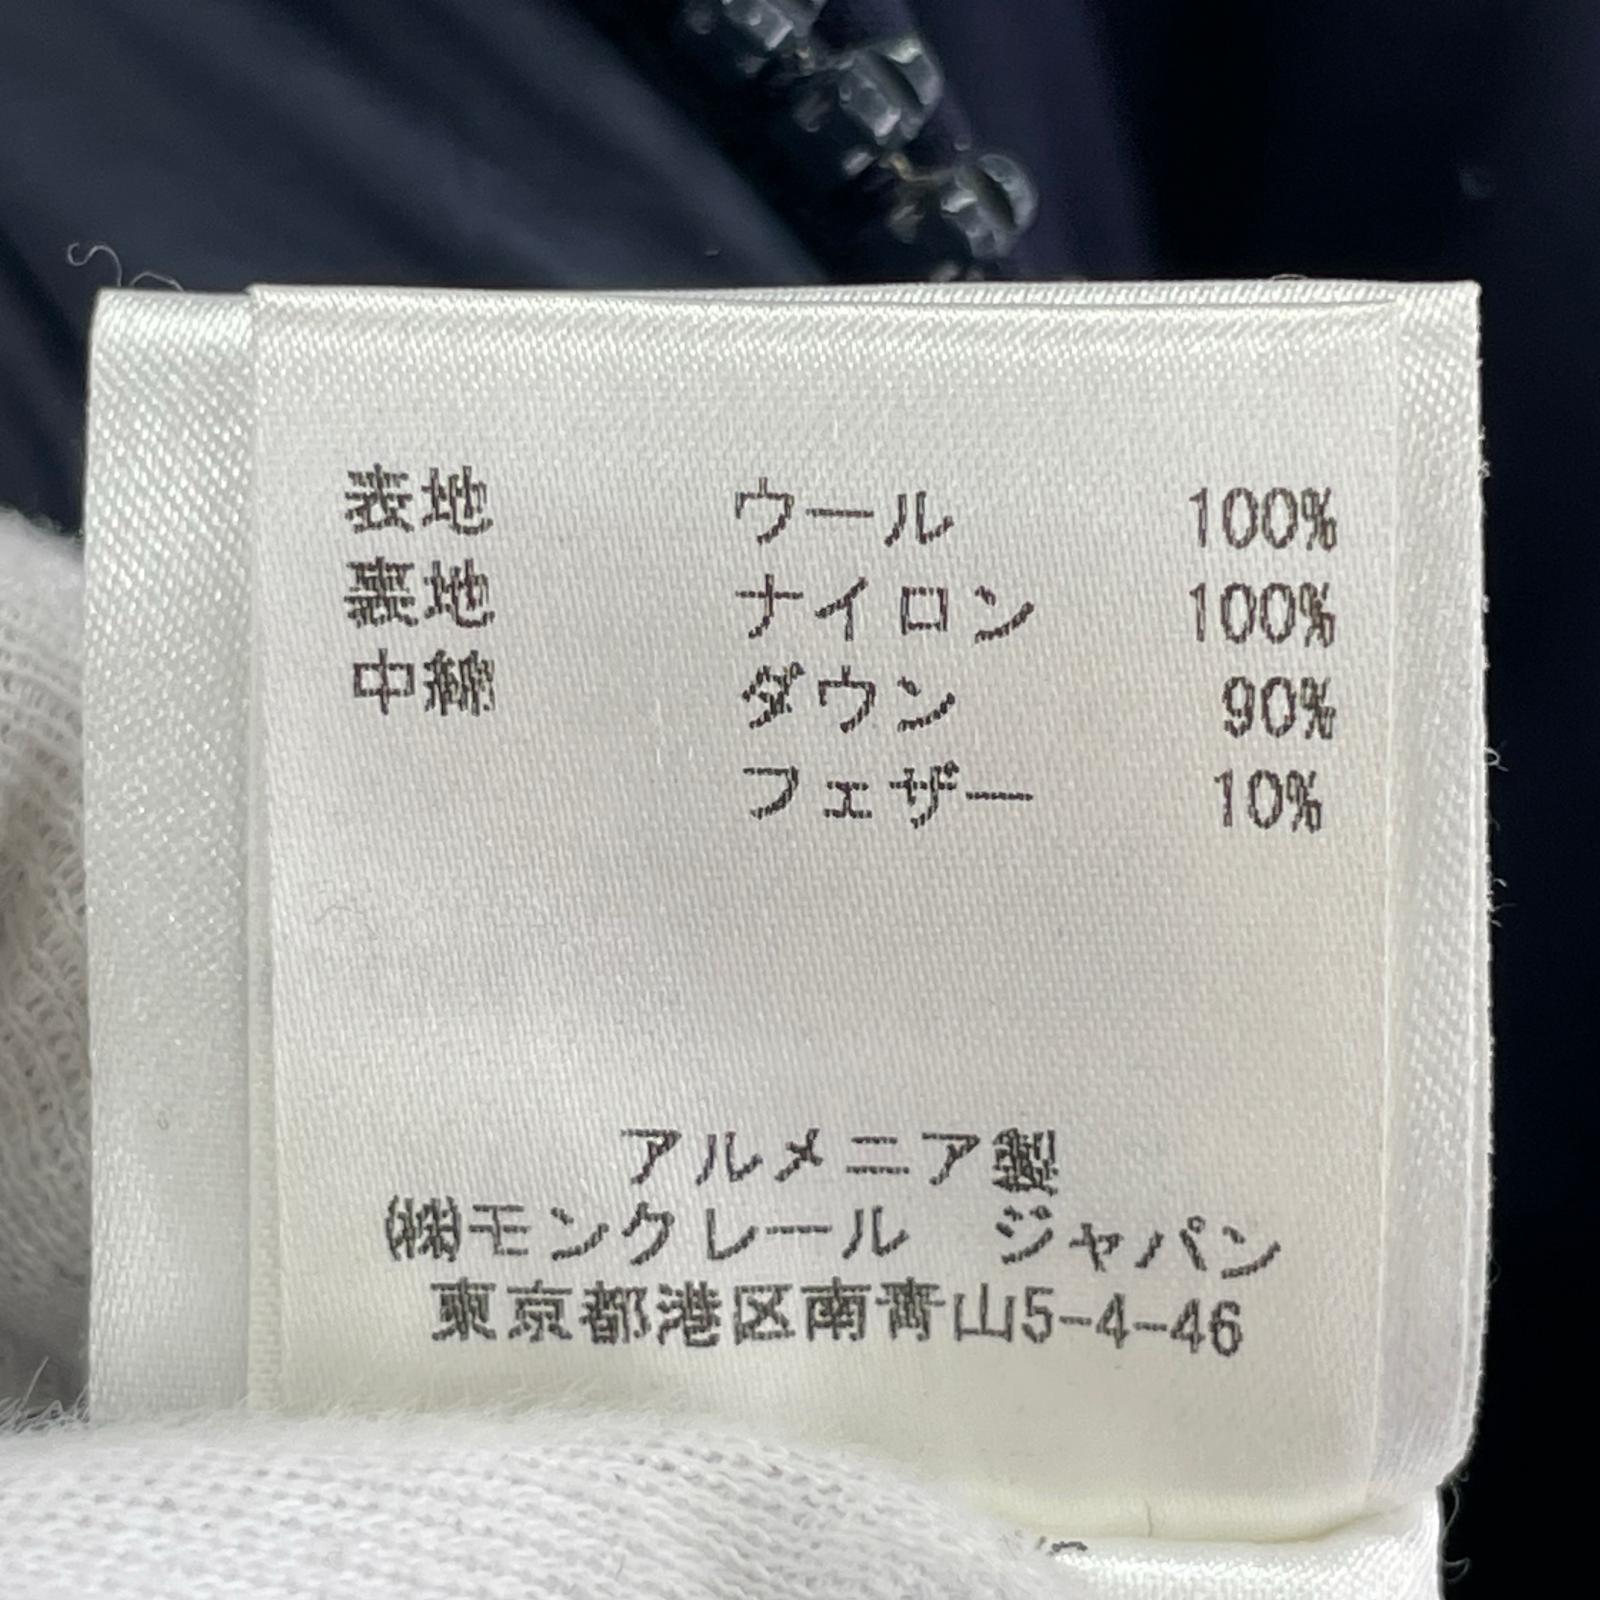 表地 ウール 100%
裏地 ナイロン 100%
中綿 ダウン 90%
フェザー 10%
アルメニア製
㈱モンクレール ジャパン
東京都港区南青山5-4-46